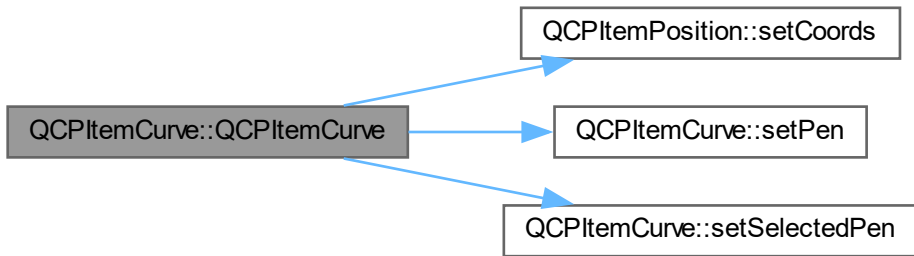 QCPItemPosition::setCoords
QCPItemCurve::QCPItemCurve
QCPItemCurve::setPen
QCPItemCurve::setSelectedPen